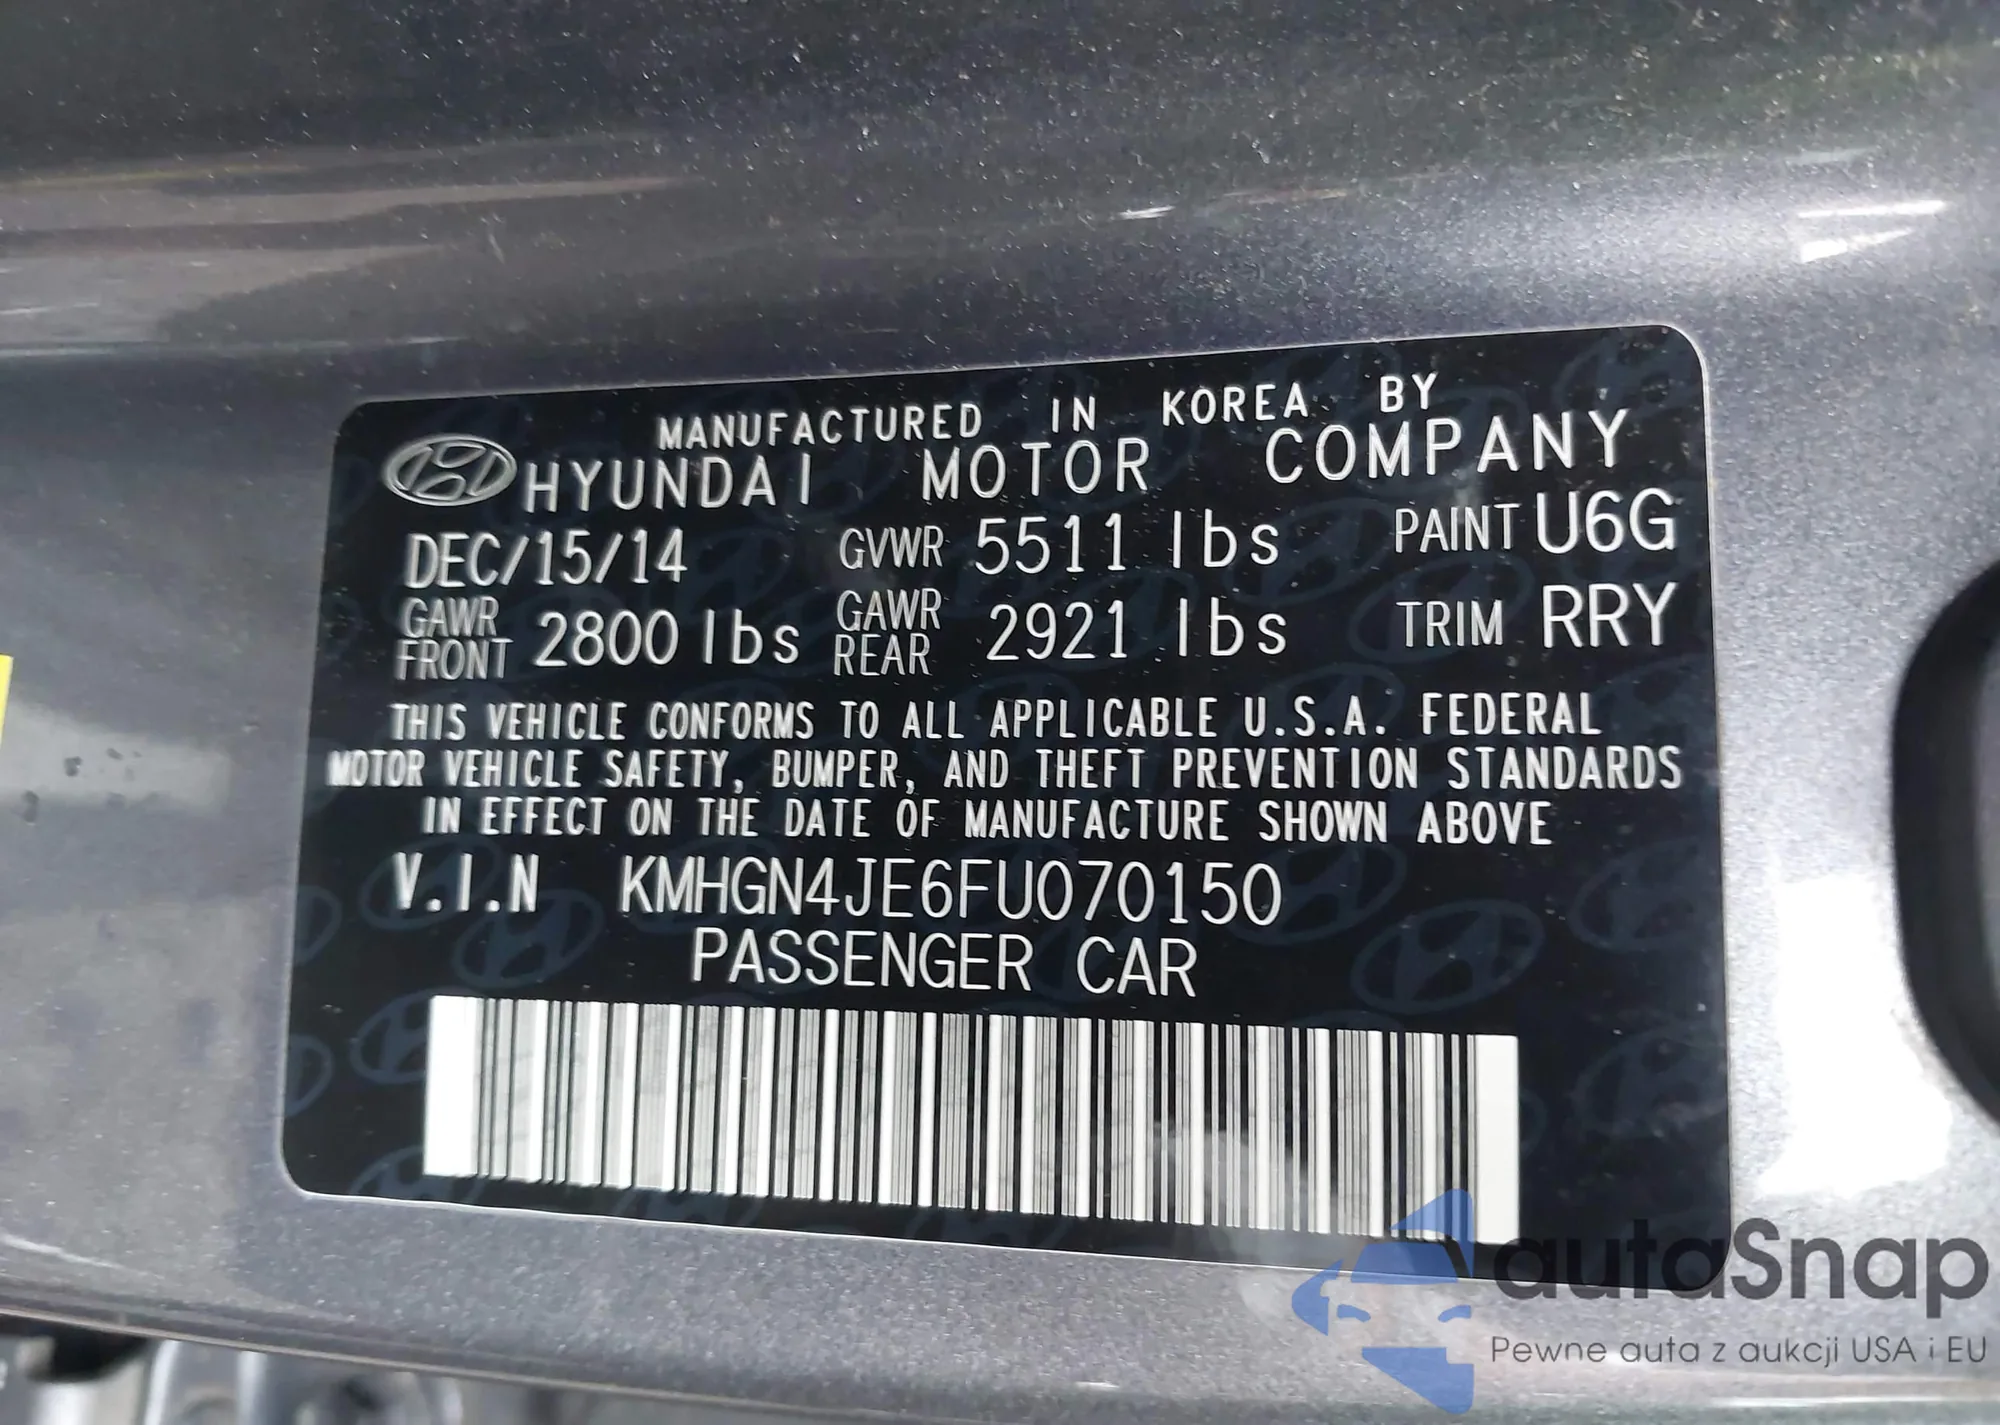 MANUFACTURED IN KOREA BY
HYUNDAI MOTOR COMPANY
DEC/15/14 GVWR 5511 lbs PAINT U6G
GAWR FRONT 2800 lbs GAWR REAR 2921 lbs TRIM RRY
THIS VEHICLE CONFORMS TO ALL APPLICABLE U.S.A. FEDERAL
MOTOR VEHICLE SAFETY, BUMPER, AND THEFT PREVENTION STANDARDS
IN EFFECT ON THE DATE OF MANUFACTURE SHOWN ABOVE
V.I.N KMHGN4JE6FU070150
PASSENGER CAR
autaSnap
Pewne auta z aukcji USA i EU